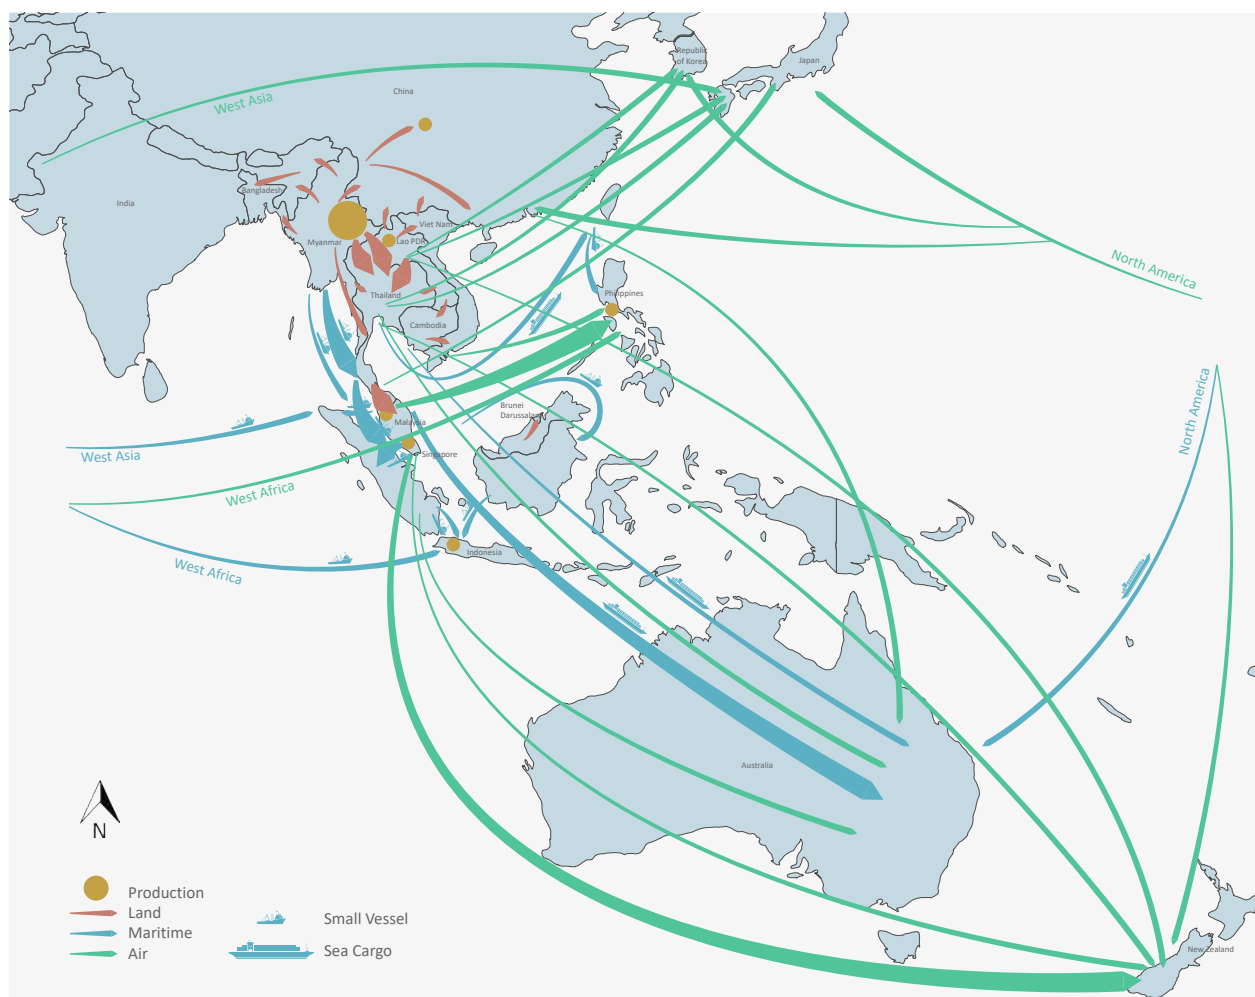 Republic
of Korea
Japan
China
West Asia
India
Bangladesh
Myanmar
Lao PDR
Viet Nam
Thailand
Cambodia
Philippines
North America
North America
Brunei
Darussalam
Malaysia
Singapore
West Asia
West Africa
West Africa
Indonesia
Australia
New Zealand
N
Production
Land
Maritime
Air
Small Vessel
Sea Cargo